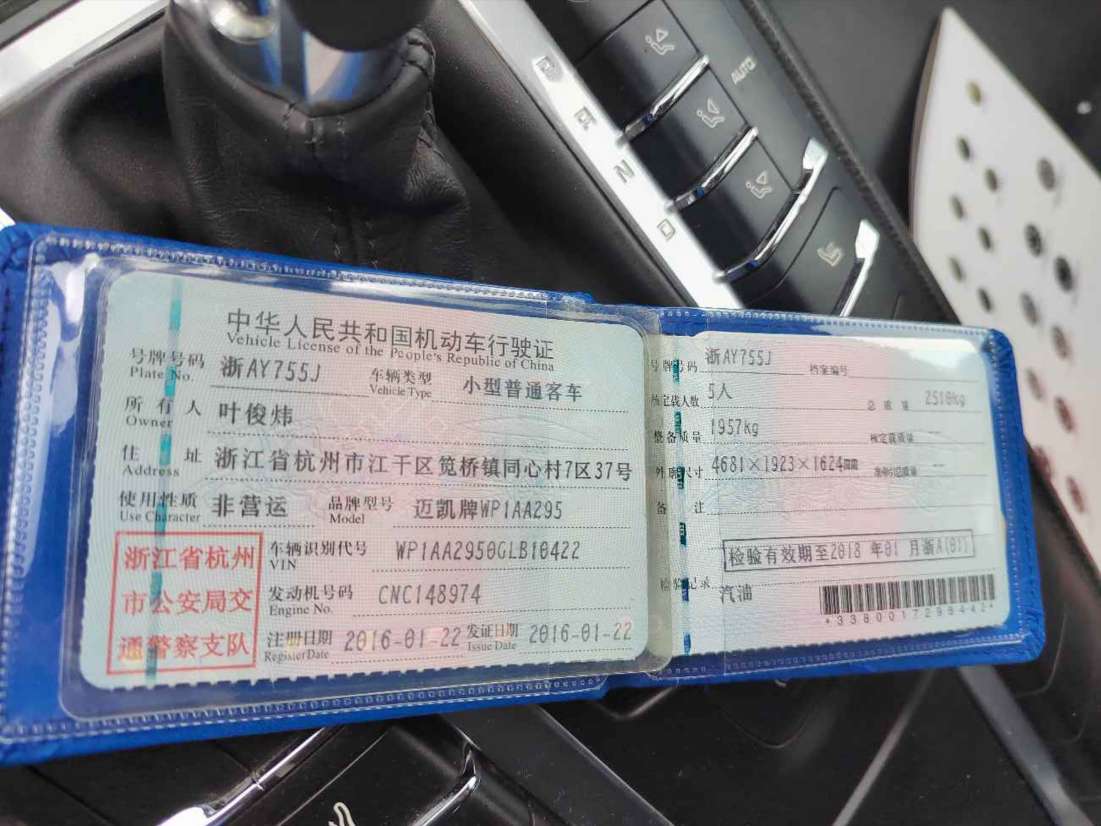 P
R
N
D
AUTO
中华人民共和国机动车行驶证
Vehicle License of the People's Republic of China
号牌号码 浙AY755J 车辆类型 小型普通客车
Plate No. Vehicle Type
所有人 叶俊炜
Owner
住址 浙江省杭州市江干区笕桥镇同心村7区37号
Address
使用性质 非营运 品牌型号 迈凯牌WP1AA295
Use Character Model
浙江省杭州
市公安局交
通警察支队
车辆识别代号 WP1AA2950GLB10422
VIN
发动机号码 CNC148974
Engine No.
注册日期 2016-01-22 发证日期 2016-01-22
Register Date Issue Date
号牌号码 浙AY755J 档案编号
核定载人数 5人 总质量 2510kg
整备质量 1957kg 核定载质量 --
外廓尺寸 4681×1923×1624mm 准牵引总质量 --
备注
检验有效期至2018年01月浙A(01)
检验记录 汽油
*3380017298442*